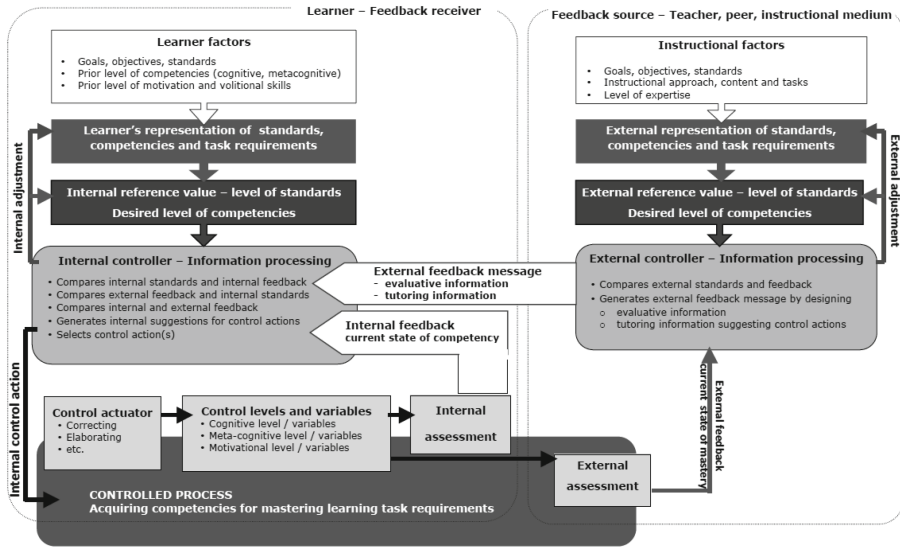 Learner – Feedback receiver
Learner factors
• Goals, objectives, standards
• Prior level of competencies (cognitive, metacognitive)
• Prior level of motivation and volitional skills
Learner's representation of standards,
competencies and task requirements
Internal reference value – level of standards
Desired level of competencies
Internal adjustment
Internal controller – Information processing
• Compares internal standards and internal feedback
• Compares external feedback and internal standards
• Compares internal and external feedback
• Generates internal suggestions for control actions
• Selects control action(s)
External feedback message
- evaluative information
- tutoring information
Internal feedback
current state of competency
Internal control action
Control actuator
• Correcting
• Elaborating
• etc.
Control levels and variables
• Cognitive level / variables
• Meta-cognitive level / variables
• Motivational level / variables
Internal
assessment
CONTROLLED PROCESS
Acquiring competencies for mastering learning task requirements
Feedback source – Teacher, peer, instructional medium
Instructional factors
• Goals, objectives, standards
• Instructional approach, content and tasks
• Level of expertise
External representation of standards,
competencies and task requirements
External reference value – level of standards
Desired level of competencies
External adjustment
External controller – Information processing
• Compares external standards and feedback
• Generates external feedback message by designing
o evaluative information
o tutoring information suggesting control actions
External feedback
current state of mastery
External
assessment